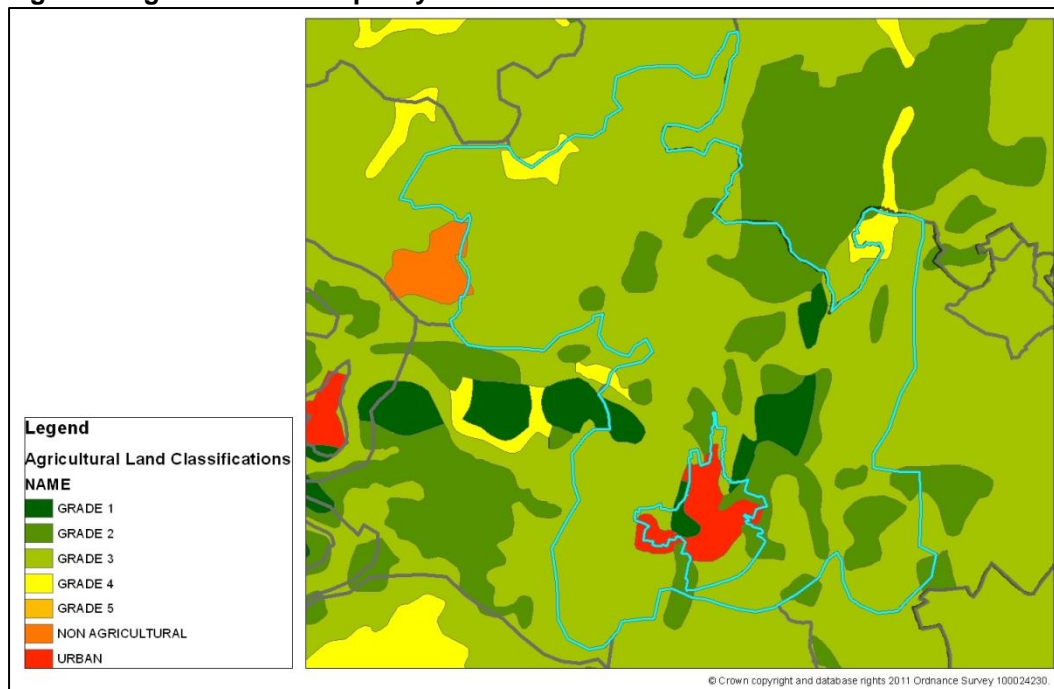 Legend
Agricultural Land Classifications
NAME
GRADE 1
GRADE 2
GRADE 3
GRADE 4
GRADE 5
NON AGRICULTURAL
URBAN
© Crown copyright and database rights 2011 Ordnance Survey 100024230.